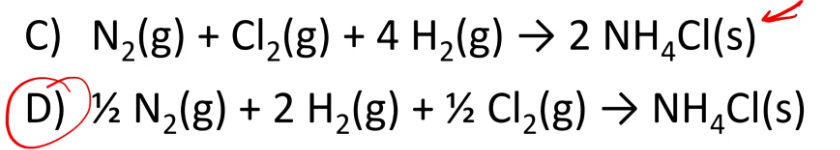 C) N₂(g) + Cl₂(g) + 4 H₂(g) → 2 NH₄Cl(s)
D) ½ N₂(g) + 2 H₂(g) + ½ Cl₂(g) → NH₄Cl(s)